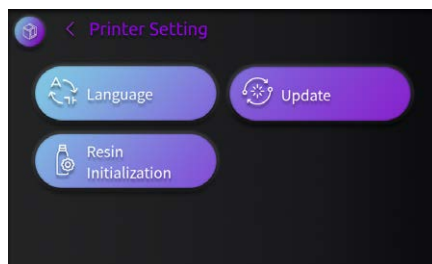 Printer Setting
Language
Update
Resin
Initialization